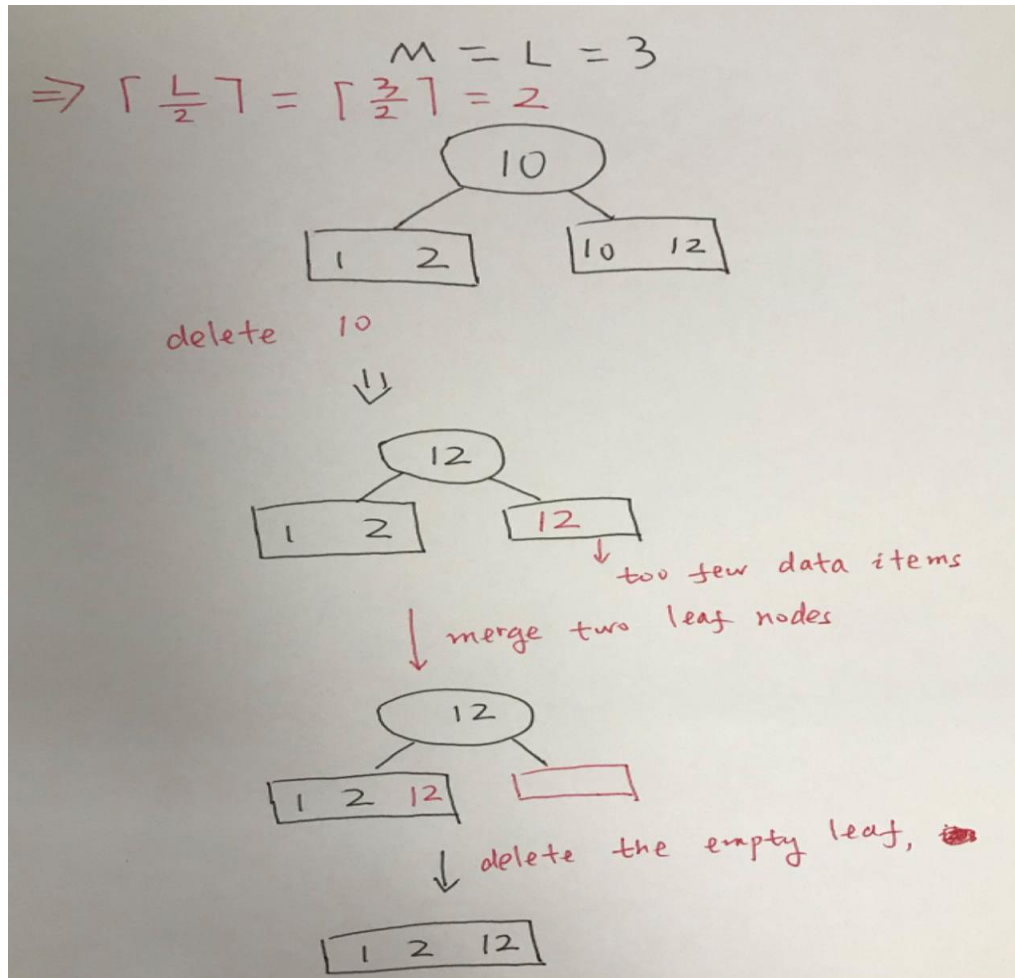 M = L = 3
⇒ ⌈ L/2 ⌉ = ⌈ 3/2 ⌉ = 2
10
1 2 10 12
delete 10
12
1 2 12
too few data items
merge two leaf nodes
12
1 2 12
delete the empty leaf,
1 2 12